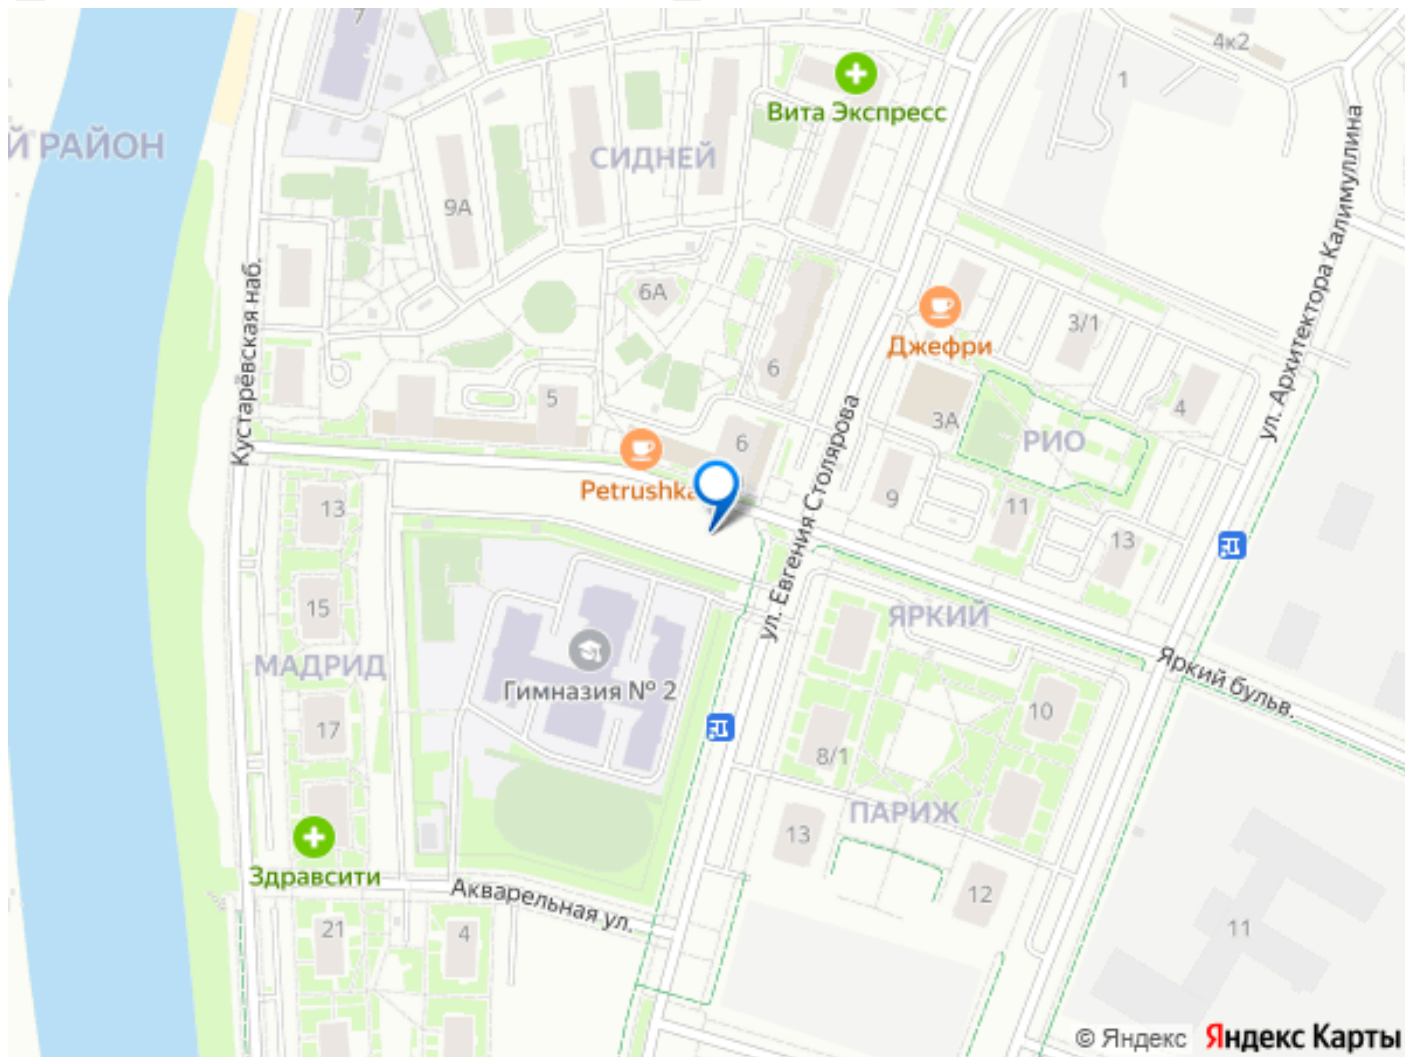 7
4к2
1
Вита Экспресс
Й РАЙОН
СИДНЕЙ
9А
ул. Архитектора Калимуллина
Кустарёвская наб.
6А
Джефри
3/1
6
5
3А
4
РИО
ул. Евгения Столярова
6
Petrushka
9
11
13
13
15
ЯРКИЙ
МАДРИД
Яркий бульв.
Гимназия № 2
17
10
8/1
ПАРИЖ
13
Здравсити
Акварельная ул.
12
21
4
11
© Яндекс
Яндекс Карты